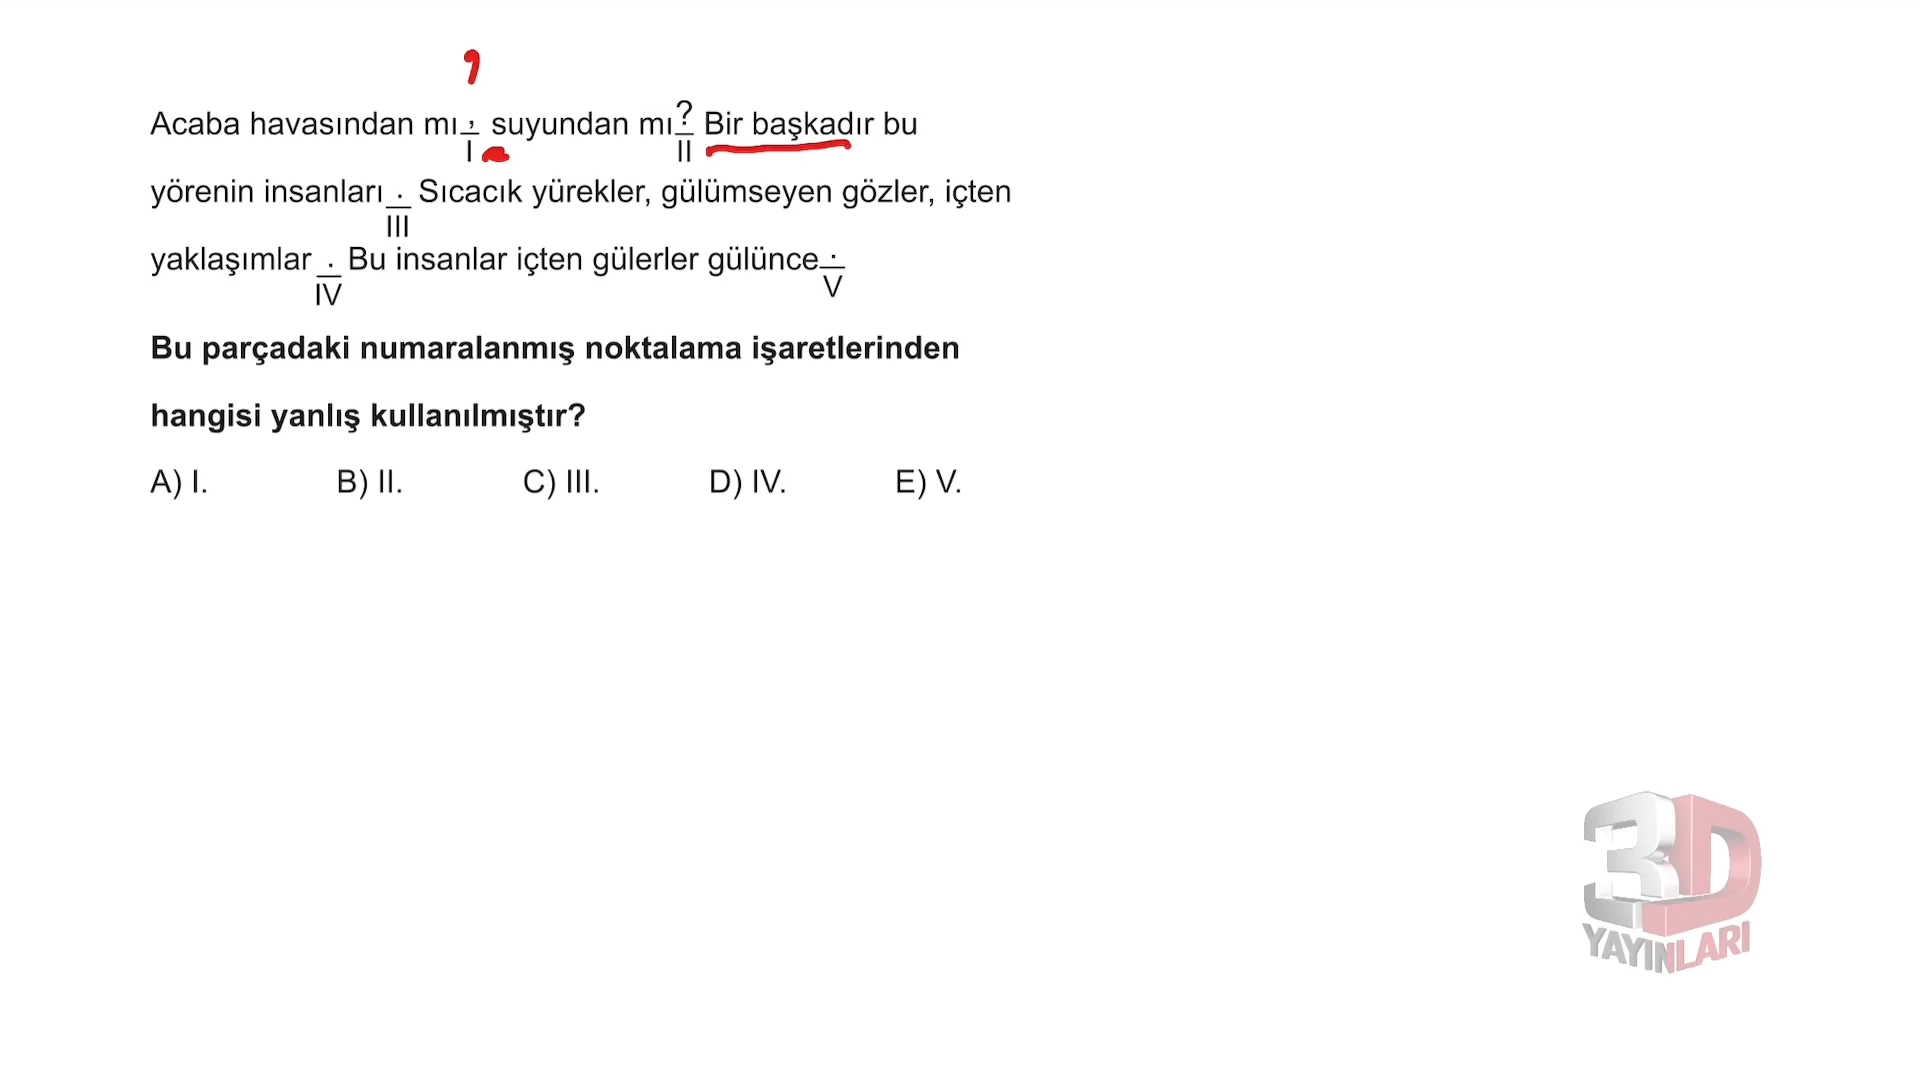 ,
Acaba havasından mı, suyundan mı? Bir başkadır bu
I II
yörenin insanları. Sıcacık yürekler, gülümseyen gözler, içten
III
yaklaşımlar . Bu insanlar içten gülerler gülünce.
IV V
Bu parçadaki numaralanmış noktalama işaretlerinden
hangisi yanlış kullanılmıştır?
A) I. B) II. C) III. D) IV. E) V.
3D
YAYINLARI